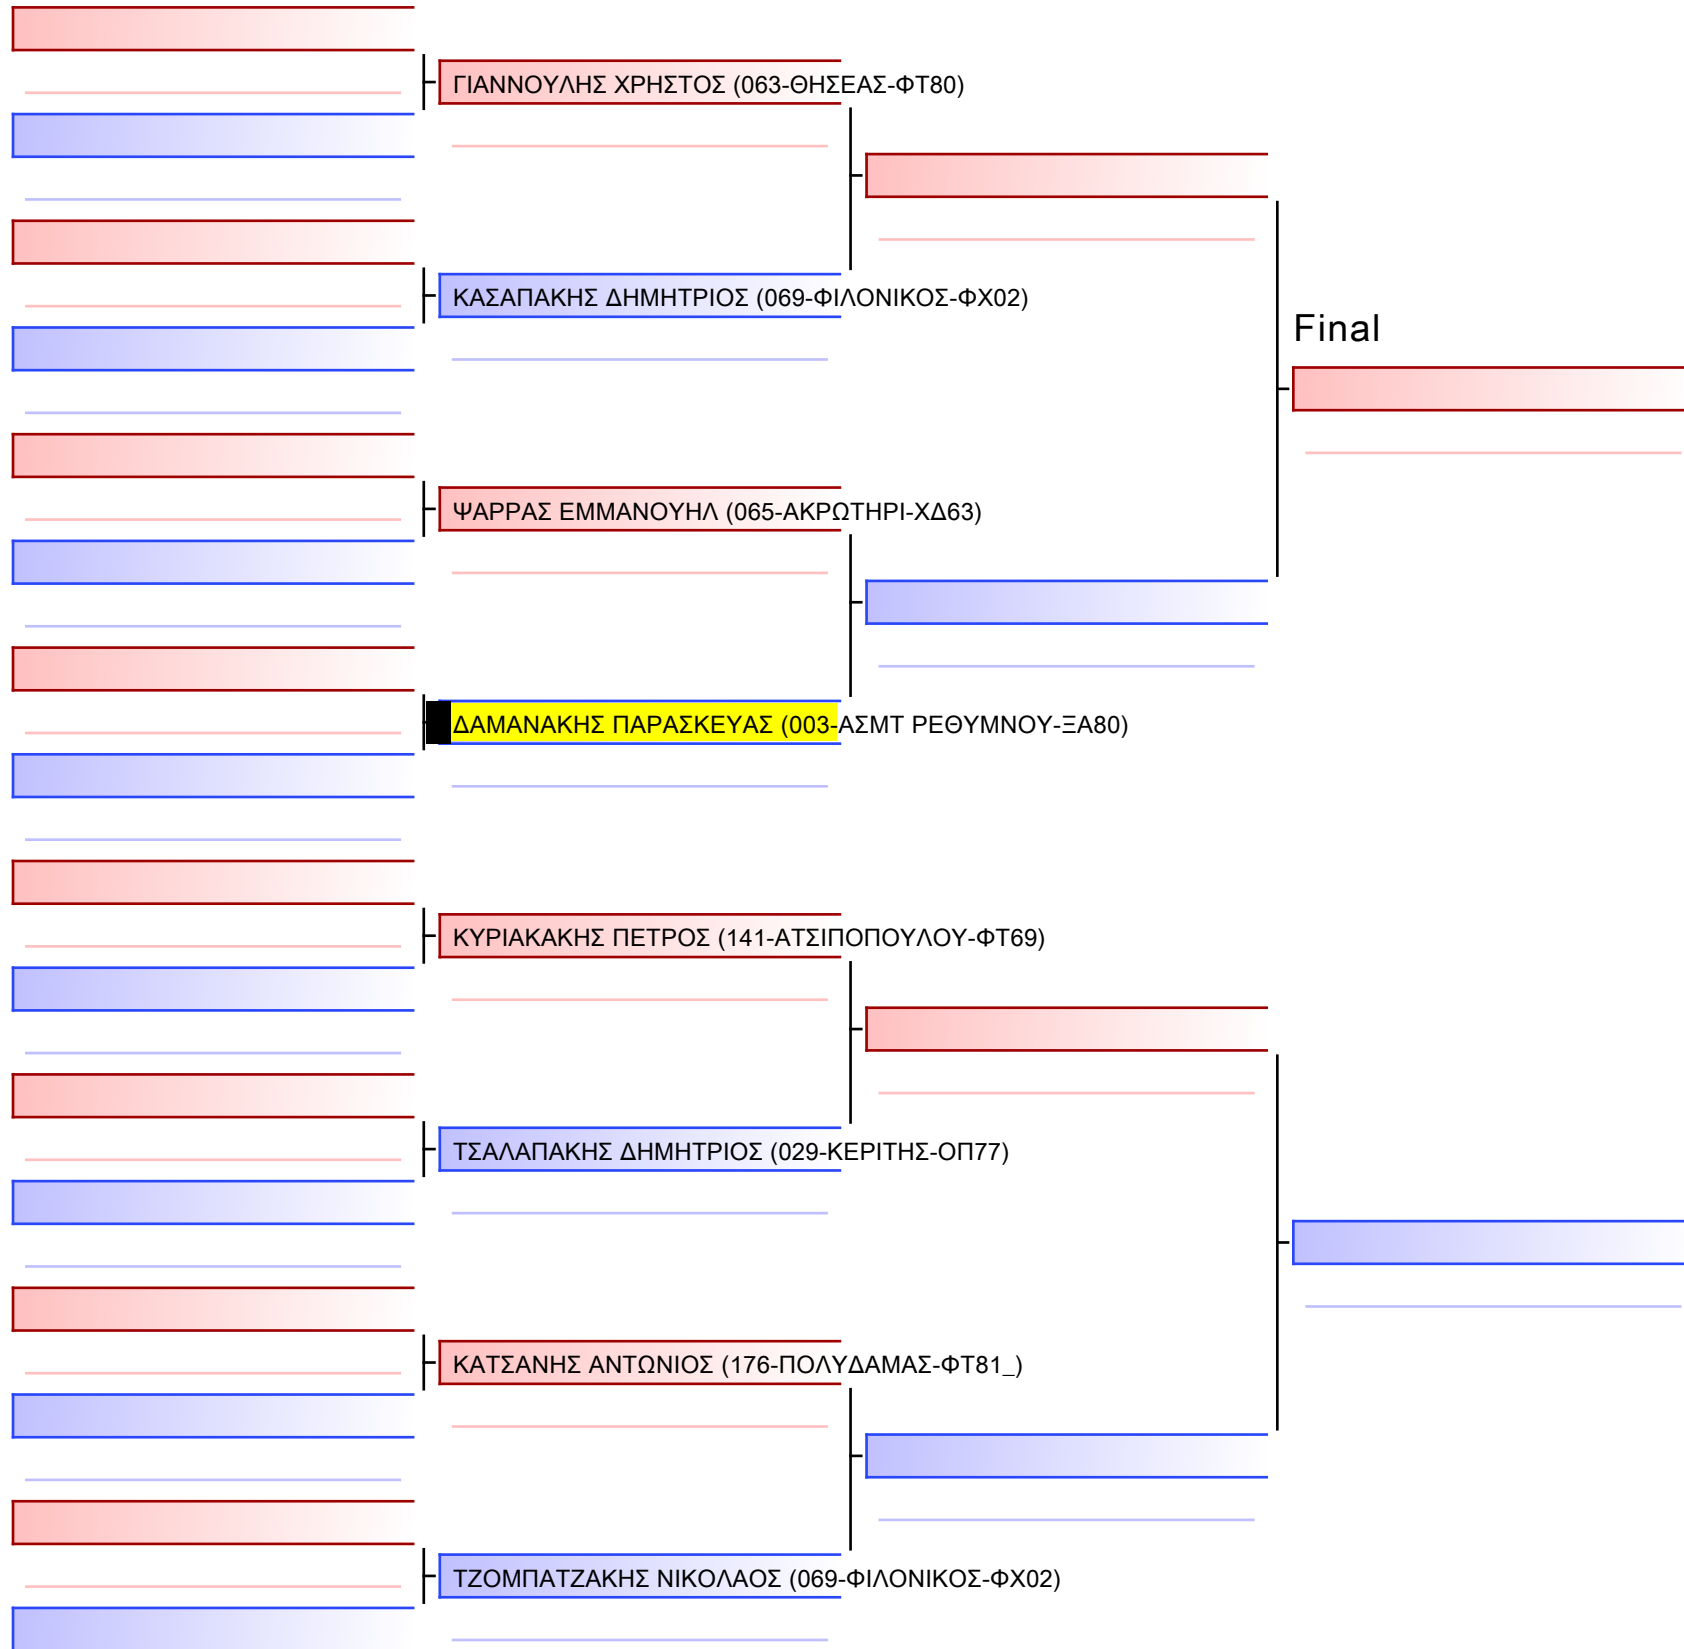 ΓΙΑΝΝΟΥΛΗΣ ΧΡΗΣΤΟΣ (063-ΘΗΣΕΑΣ-ΦΤ80)
ΚΑΣΑΠΑΚΗΣ ΔΗΜΗΤΡΙΟΣ (069-ΦΙΛΟΝΙΚΟΣ-ΦΧ02)
Final
ΨΑΡΡΑΣ ΕΜΜΑΝΟΥΗΛ (065-ΑΚΡΩΤΗΡΙ-ΧΔ63)
ΔΑΜΑΝΑΚΗΣ ΠΑΡΑΣΚΕΥΑΣ (003-ΑΣΜΤ ΡΕΘΥΜΝΟΥ-ΞΑ80)
ΚΥΡΙΑΚΑΚΗΣ ΠΕΤΡΟΣ (141-ΑΤΣΙΠΟΠΟΥΛΟΥ-ΦΤ69)
ΤΣΑΛΑΠΑΚΗΣ ΔΗΜΗΤΡΙΟΣ (029-ΚΕΡΙΤΗΣ-ΟΠ77)
ΚΑΤΣΑΝΗΣ ΑΝΤΩΝΙΟΣ (176-ΠΟΛΥΔΑΜΑΣ-ΦΤ81_)
ΤΖΟΜΠΑΤΖΑΚΗΣ ΝΙΚΟΛΑΟΣ (069-ΦΙΛΟΝΙΚΟΣ-ΦΧ02)